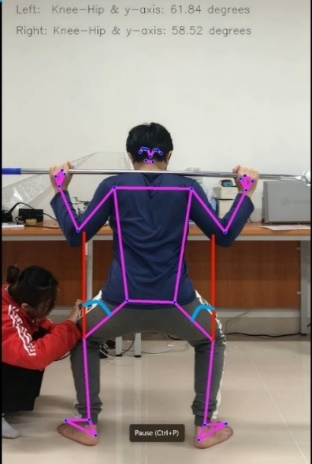 Left: Knee-Hip & y-axis: 61.84 degrees
Right: Knee-Hip & y-axis: 58.52 degrees
Pause (Ctrl+P)